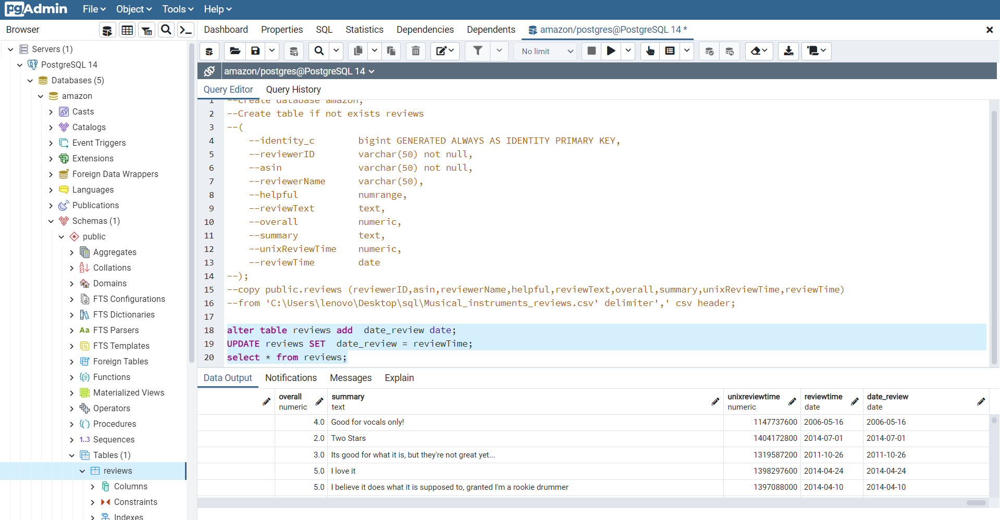 pgAdmin File Object Tools Help
Browser
Dashboard Properties SQL Statistics Dependencies Dependents amazon/postgres@PostgreSQL 14 *
Servers (1)
PostgreSQL 14
Databases (5)
amazon
Casts
Catalogs
Event Triggers
Extensions
Foreign Data Wrappers
Languages
Publications
Schemas (1)
public
Aggregates
Collations
Domains
FTS Configurations
FTS Dictionaries
FTS Parsers
FTS Templates
Foreign Tables
Functions
Materialized Views
Operators
Procedures
1..3 Sequences
Tables (1)
reviews
Columns
Constraints
Indexes
No limit
amazon/postgres@PostgreSQL 14
Query Editor Query History
1 --create database amazon;
2 --Create table if not exists reviews
3 --(
4 --identity_c bigint GENERATED ALWAYS AS IDENTITY PRIMARY KEY,
5 --reviewerID varchar(50) not null,
6 --asin varchar(50) not null,
7 --reviewerName varchar(50),
8 --helpful numrange,
9 --reviewText text,
10 --overall numeric,
11 --summary text,
12 --unixReviewTime numeric,
13 --reviewTime date
14 --);
15 --copy public.reviews (reviewerID,asin,reviewerName,helpful,reviewText,overall,summary,unixReviewTime,reviewTime)
16 --from 'C:\Users\lenovo\Desktop\sql\Musical_instruments_reviews.csv' delimiter',' csv header;
17
18 alter table reviews add  date_review date;
19 UPDATE reviews SET  date_review = reviewTime;
20 select * from reviews;
Data Output Notifications Messages Explain
overall summary unixreviewtime reviewtime date_review
numeric text numeric date date
4.0 Good for vocals only! 1147737600 2006-05-16 2006-05-16
2.0 Two Stars 1404172800 2014-07-01 2014-07-01
3.0 Its good for what it is, but they're not great yet... 1319587200 2011-10-26 2011-10-26
5.0 I love it 1398297600 2014-04-24 2014-04-24
5.0 I believe it does what it is supposed to, granted I'm a rookie drummer 1397088000 2014-04-10 2014-04-10